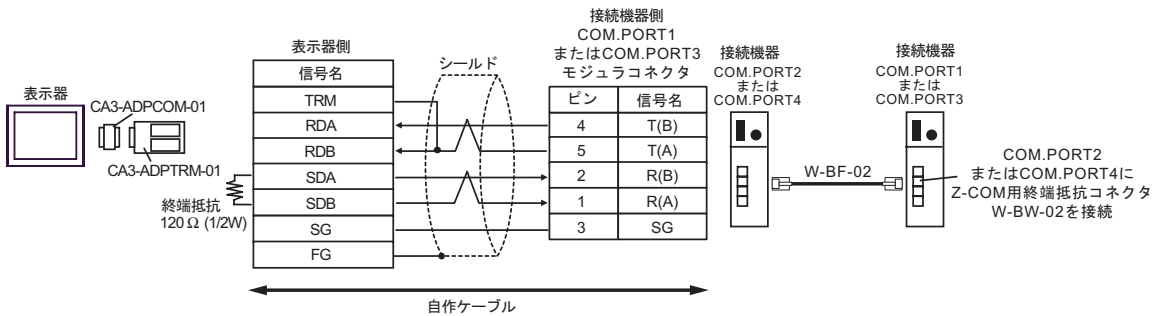 表示器
CA3-ADPCOM-01
CA3-ADPTRM-01
終端抵抗
120 Ω (1/2W)
表示器側
信号名
TRM
RDA
RDB
SDA
SDB
SG
FG
シールド
接続機器側
COM.PORT1
またはCOM.PORT3
モジュラコネクタ
ピン 信号名
4 T(B)
5 T(A)
2 R(B)
1 R(A)
3 SG
自作ケーブル
接続機器
COM.PORT2
または
COM.PORT4
W-BF-02
接続機器
COM.PORT1
または
COM.PORT3
COM.PORT2
またはCOM.PORT4に
Z-COM用終端抵抗コネクタ
W-BW-02を接続